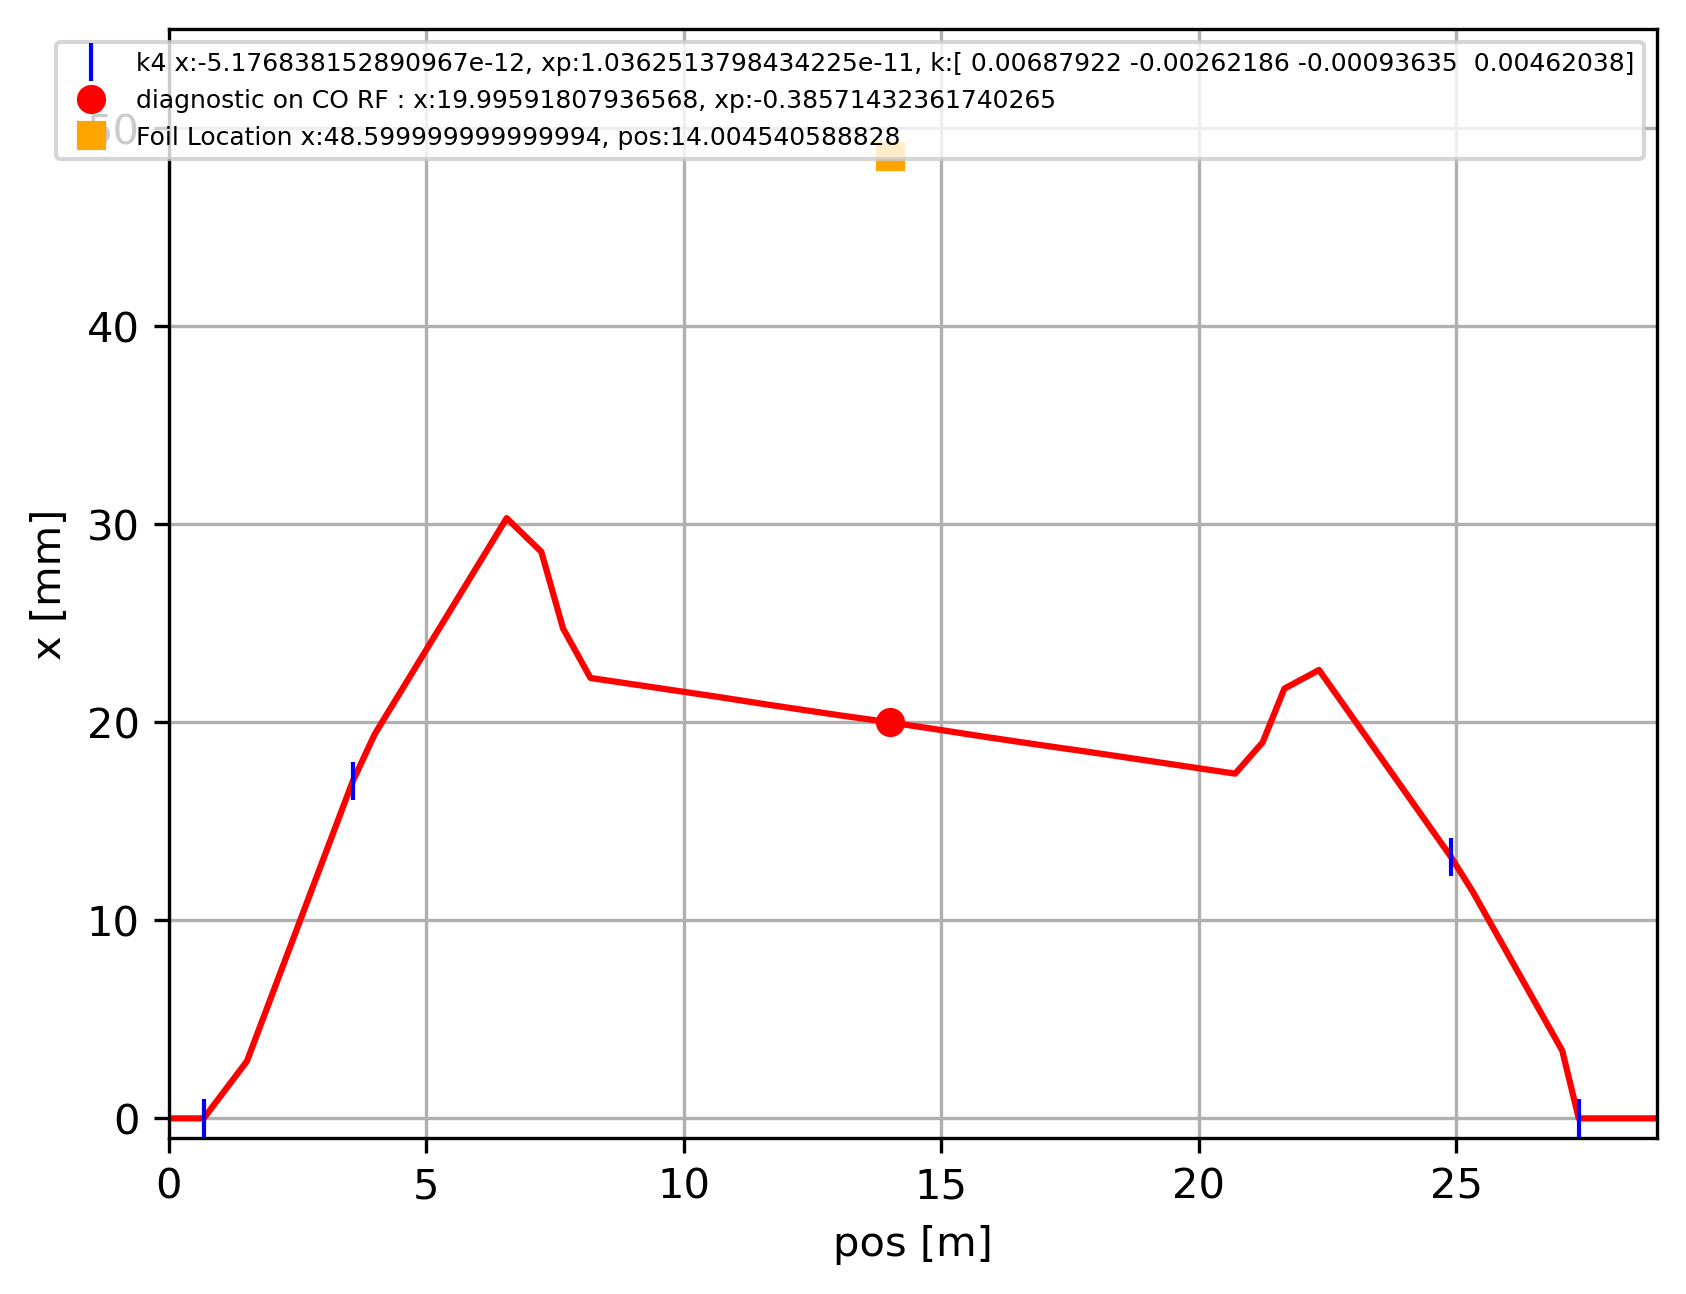 k4 x:-5.176838152890967e-12, xp:1.0362513798434225e-11, k:[ 0.00687922 -0.00262186 -0.00093635  0.00462038]
diagnostic on CO RF : x:19.99591807936568, xp:-0.38571432361740265
Foil Location x:48.599999999999994, pos:14.004540588828
50
40
30
20
10
0
x [mm]
0 5 10 15 20 25
pos [m]